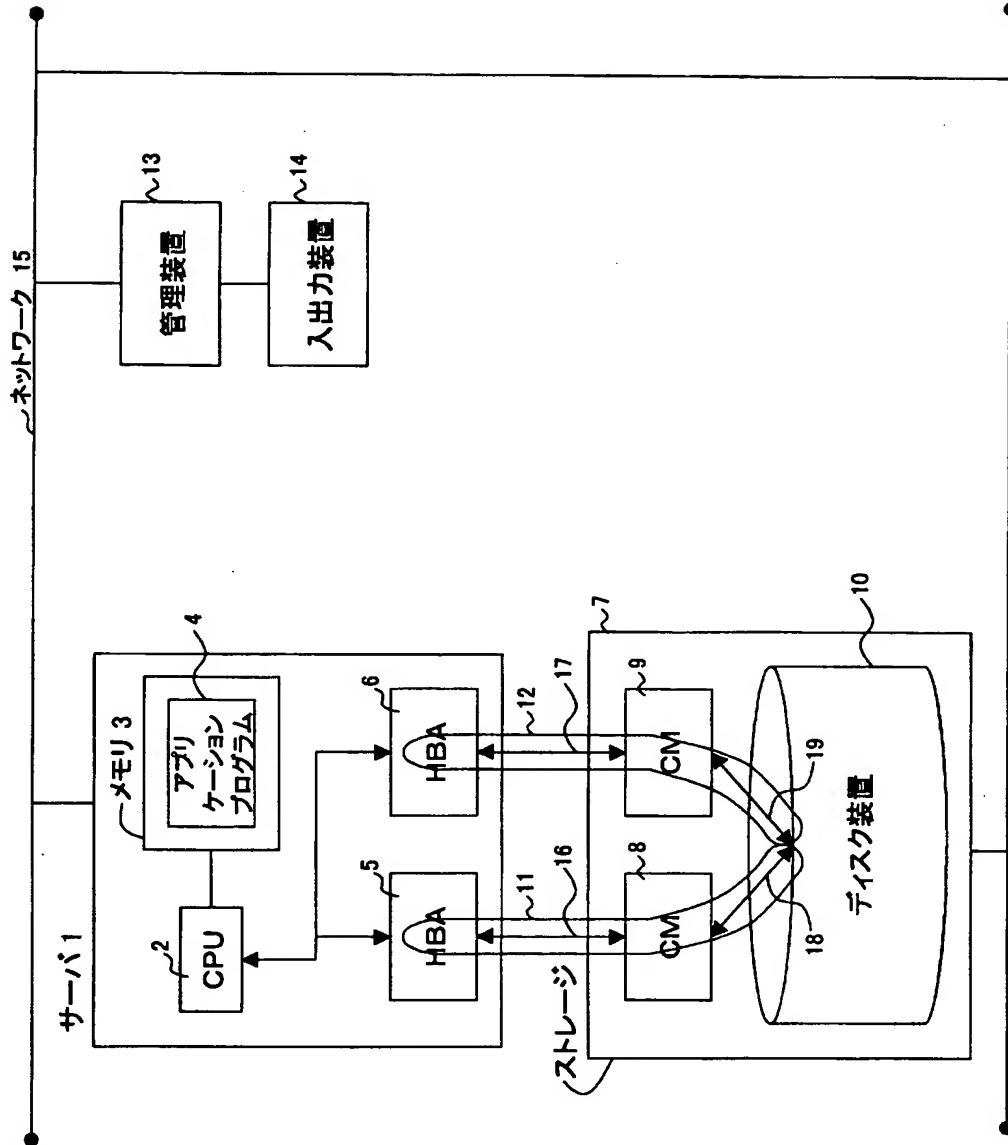 ネットワーク 15
サーバ 1
メモリ 3
アプリ
ケーション
プログラム
4
2
CPU
5
HBA
6
HBA
11
16
12
17
ストレージ
7
8
CM
9
CM
18
19
10
ディスク装置
13
管理装置
14
入出力装置